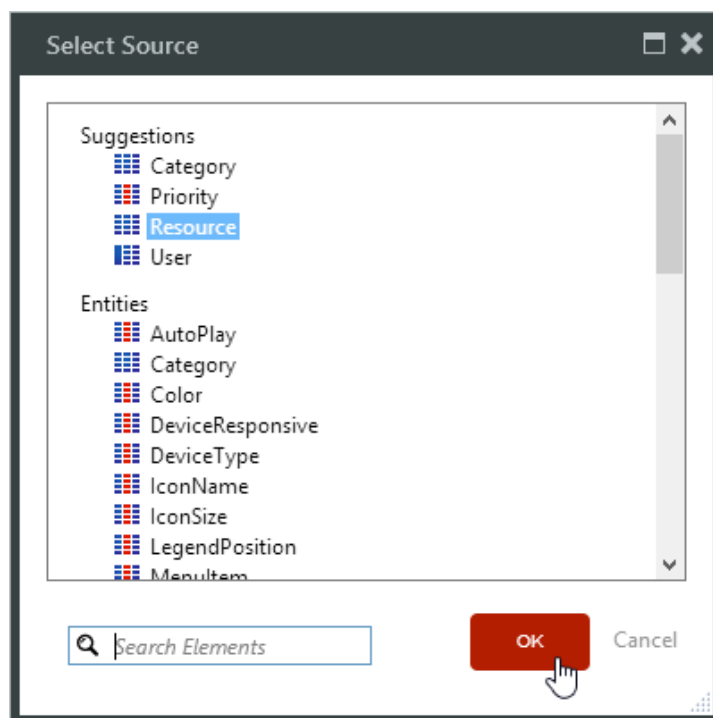 Select Source
Suggestions
Category
Priority
Resource
User
Entities
AutoPlay
Category
Color
DeviceResponsive
DeviceType
IconName
IconSize
LegendPosition
MenuItem
Search Elements
OK
Cancel